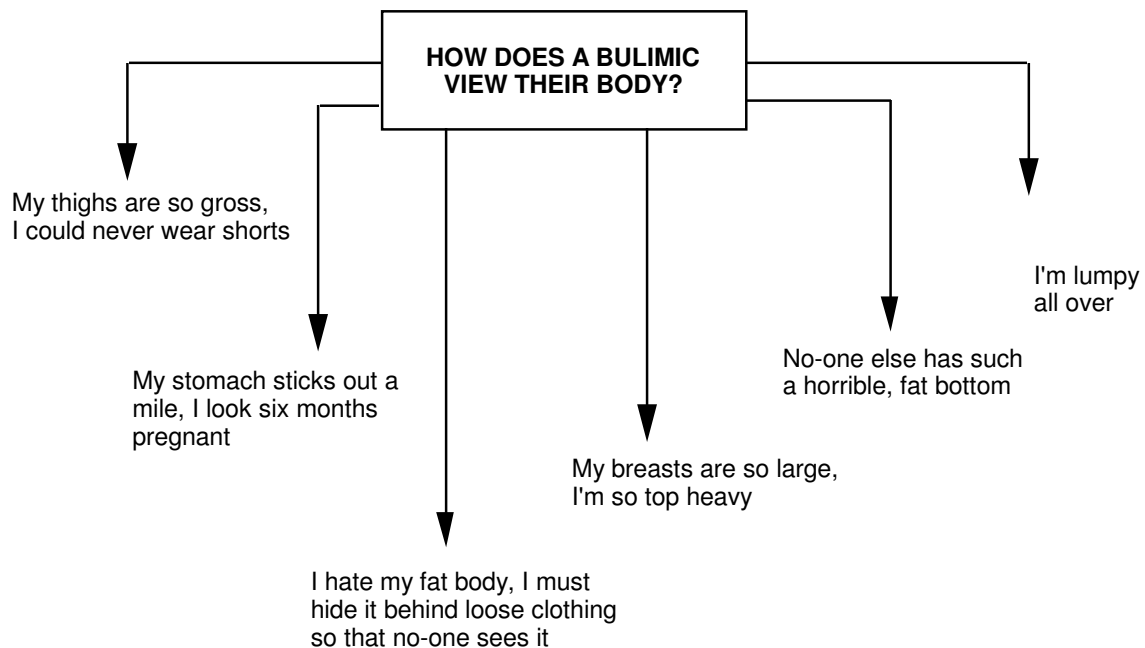 HOW DOES A BULIMIC
VIEW THEIR BODY?
My thighs are so gross,
I could never wear shorts
I'm lumpy
all over
No-one else has such
a horrible, fat bottom
My stomach sticks out a
mile, I look six months
pregnant
My breasts are so large,
I'm so top heavy
I hate my fat body, I must
hide it behind loose clothing
so that no-one sees it